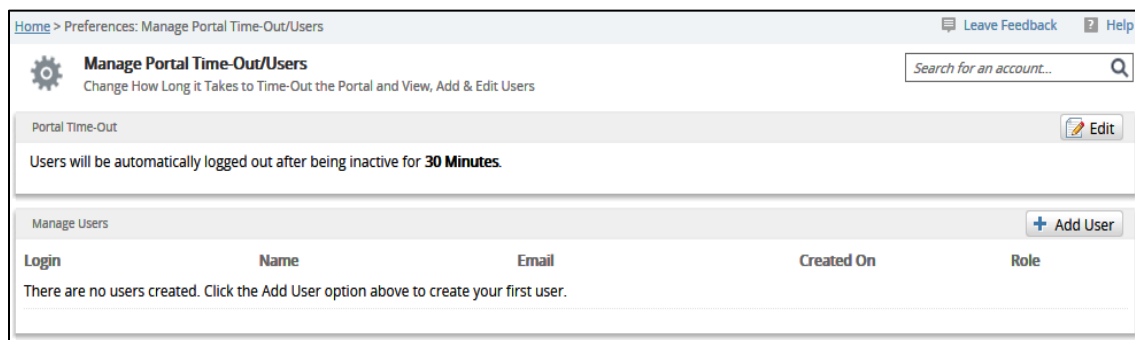 Home > Preferences: Manage Portal Time-Out/Users
Leave Feedback
Help
Manage Portal Time-Out/Users
Change How Long it Takes to Time-Out the Portal and View, Add & Edit Users
Search for an account...
Portal Time-Out
Edit
Users will be automatically logged out after being inactive for 30 Minutes.
Manage Users
Add User
Login Name Email Created On Role
There are no users created. Click the Add User option above to create your first user.